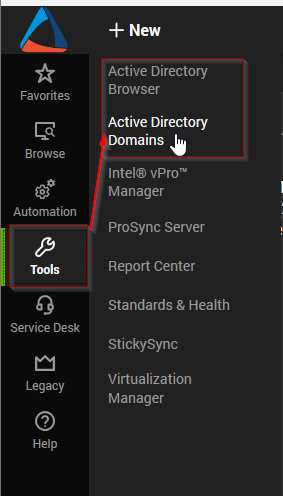 + New
Favorites
Browse
Automation
Tools
Service Desk
Legacy
Help
Active Directory
Browser
Active Directory
Domains
Intel® vPro™
Manager
ProSync Server
Report Center
Standards & Health
StickySync
Virtualization
Manager